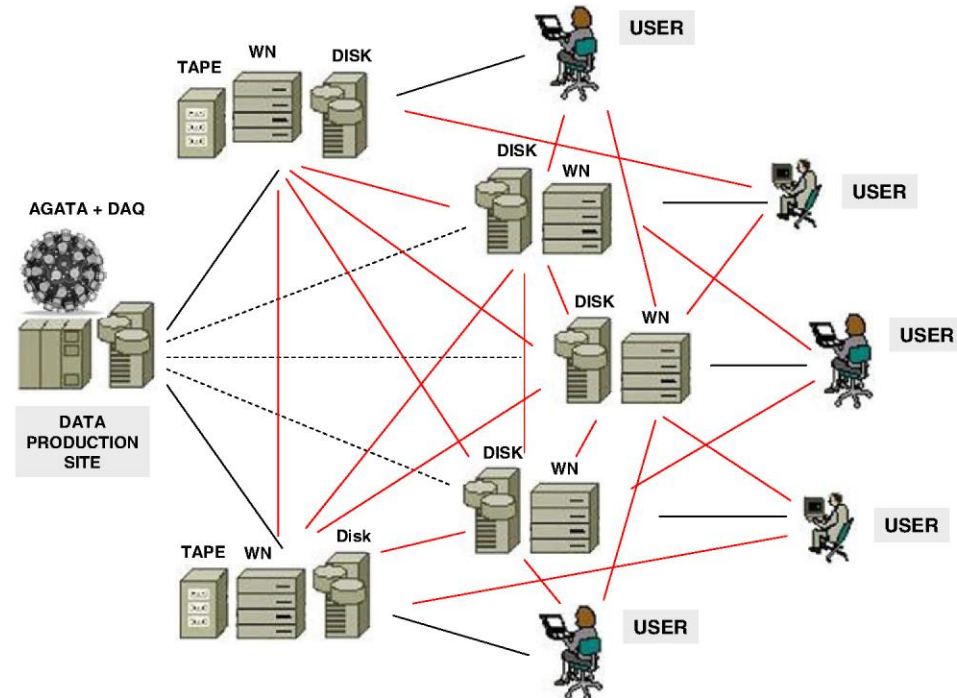 USER
WN
TAPE
DISK
DISK
WN
USER
AGATA + DAQ
DISK
WN
USER
DATA
PRODUCTION
SITE
DISK
WN
USER
TAPE
WN
Disk
USER